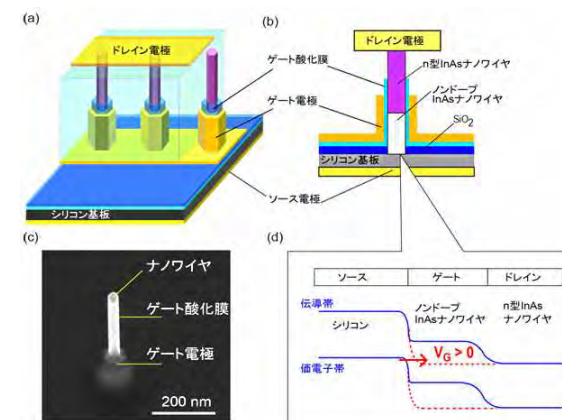 (a)
ドレイン電極
ゲート酸化膜
ゲート電極
ソース電極
シリコン基板
(b)
ドレイン電極
n型InAsナノワイヤ
ノンドープ
InAsナノワイヤ
SiO₂
シリコン基板
(c)
ナノワイヤ
ゲート酸化膜
ゲート電極
200 nm
(d)
ソース
ゲート
ドレイン
伝導帯
シリコン
ノンドープ
InAsナノワイヤ
n型InAs
ナノワイヤ
V_G > 0
価電子帯